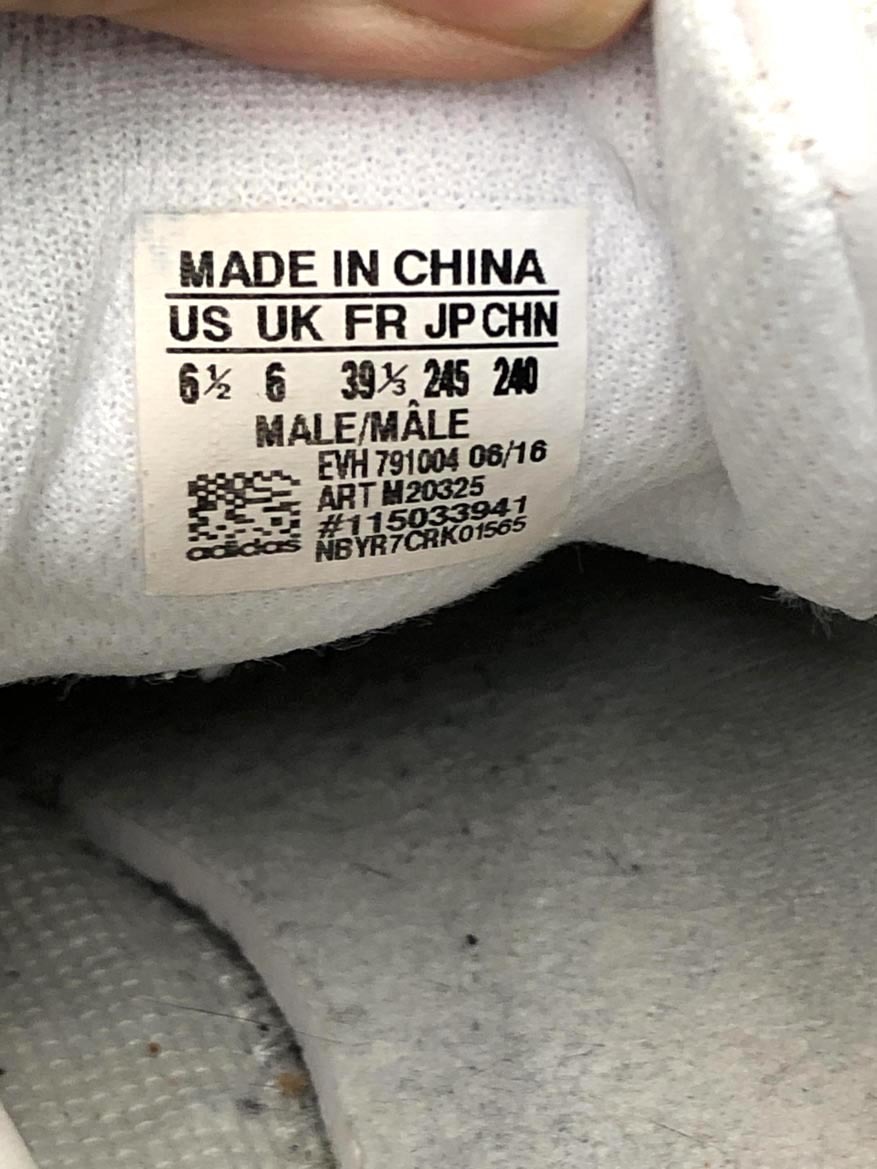 MADE IN CHINA
US UK FR JP CHN
6½ 6 39⅓ 245 240
MALE/MÂLE
EVH 791004 06/16
ART M20325
#115033941
adidas NBYR7CRK01565